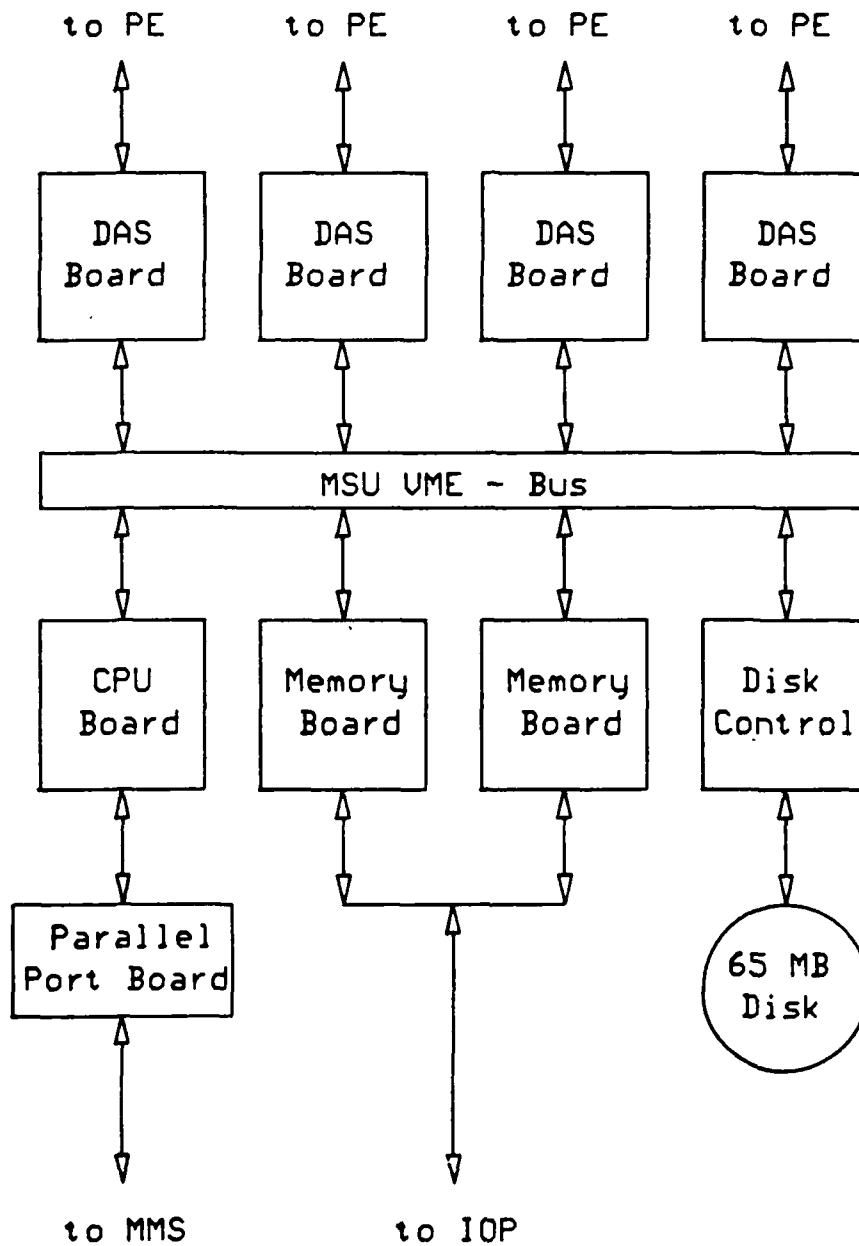 to PE to PE to PE to PE
DAS DAS DAS DAS
Board Board Board Board
MSU VME - Bus
CPU Memory Memory Disk
Board Board Board Control
Parallel
Port Board
65 MB
Disk
to MMS to IOP